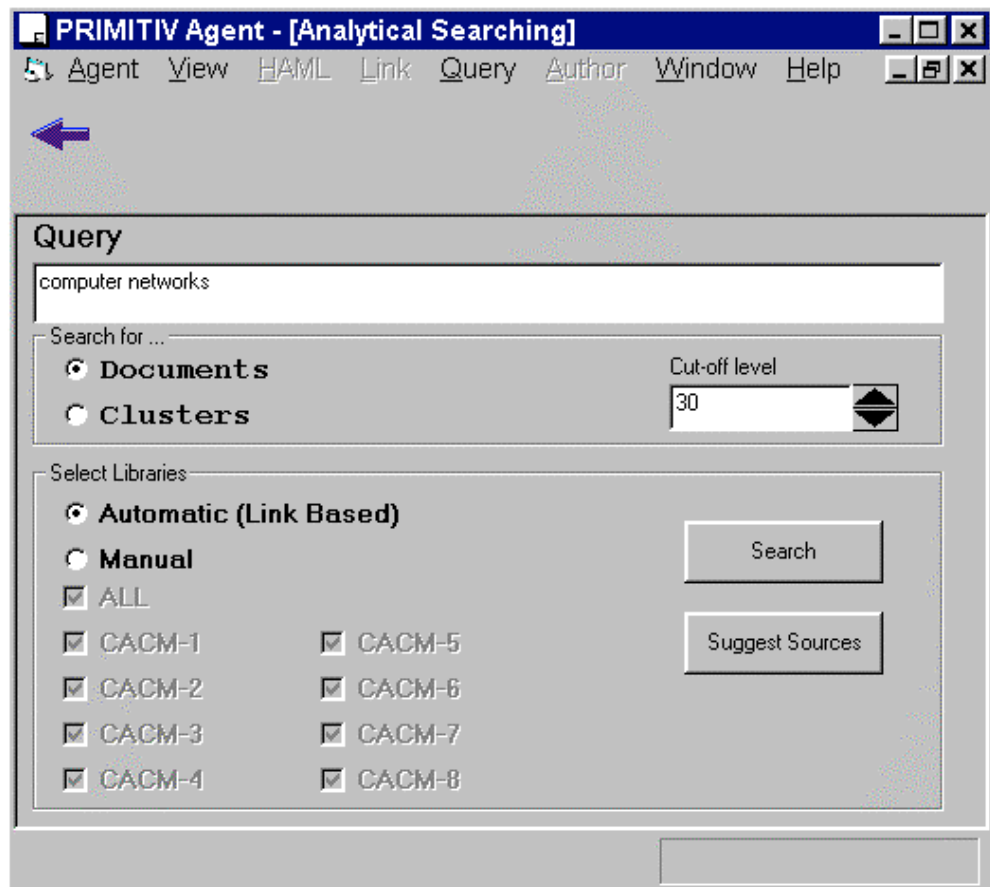 PRIMITIV Agent - [Analytical Searching]
Agent View HAML Link Query Author Window Help
Query
computer networks
Search for ...
Documents
Clusters
Cut-off level
30
Select Libraries
Automatic (Link Based)
Manual
ALL
CACM-1 CACM-5
CACM-2 CACM-6
CACM-3 CACM-7
CACM-4 CACM-8
Search
Suggest Sources